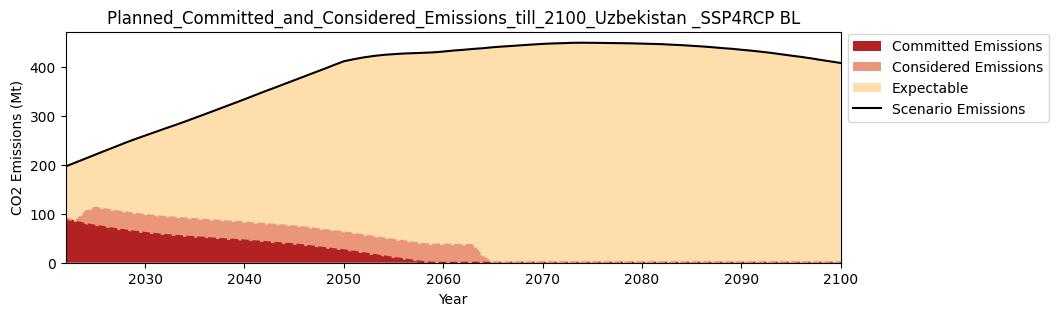 Planned_Committed_and_Considered_Emissions_till_2100_Uzbekistan _SSP4RCP BL
CO2 Emissions (Mt)
400
300
200
100
0
2030 2040 2050 2060 2070 2080 2090 2100
Year
Committed Emissions
Considered Emissions
Expectable
Scenario Emissions